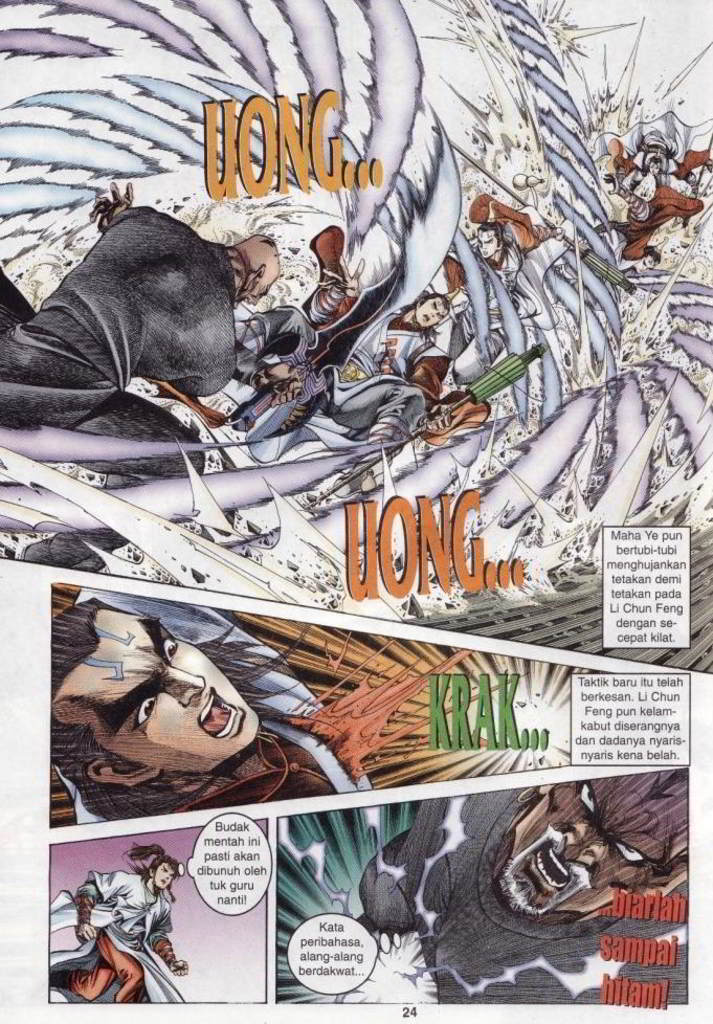 UONG...
UONG...
Maha Ye pun
bertubi-tubi
menghujankan
tetakan demi
tetakan pada
Li Chun Feng
dengan se-
cepat kilat.
KRAK...
Taktik baru itu telah
berkesan. Li Chun
Feng pun kelam-
kabut diserangnya
dan dadanya nyaris-
nyaris kena belah.
Budak
mentah ini
pasti akan
dibunuh oleh
tuk guru
nanti!
Kata
peribahasa,
alang-alang
berdakwat...
...biarlah
sampai
hitam!
24